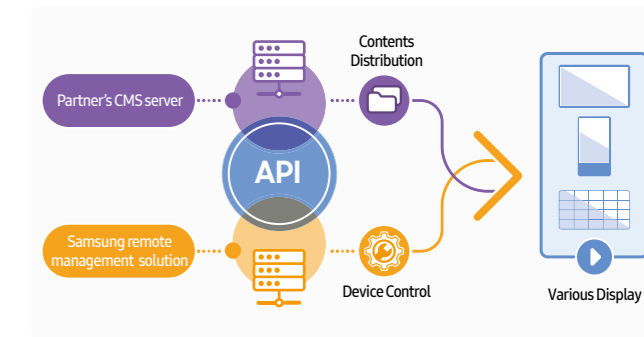 Contents
Distribution
Partner's CMS server
API
Samsung remote
management solution
Device Control
Various Display